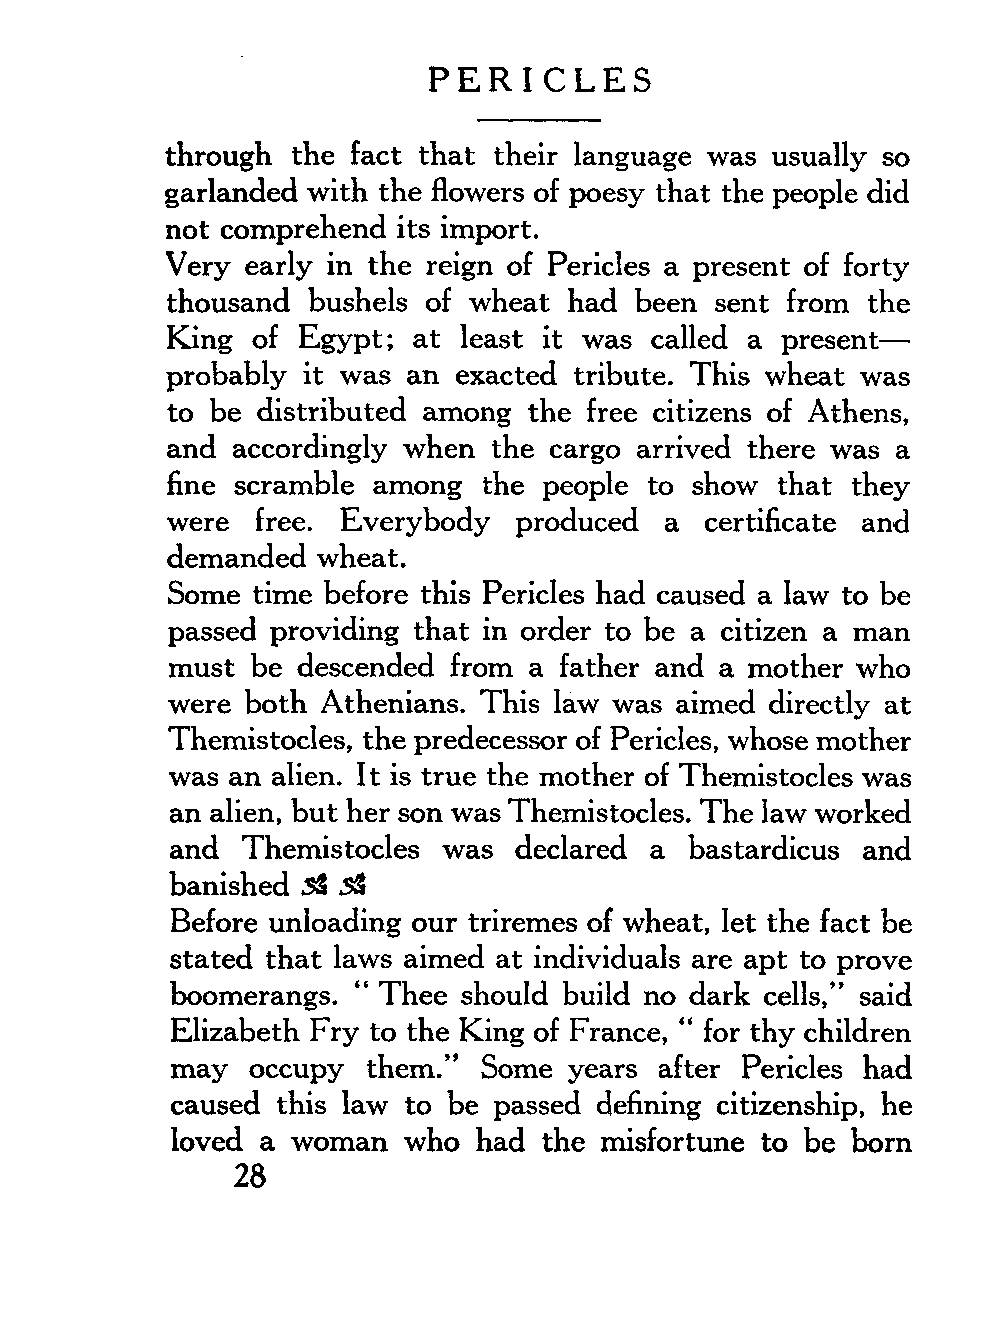 PERICLES
through the fact that their language was usually so
garlanded with the flowers of poesy that the people did
not comprehend its import.
Very early in the reign of Pericles a present of forty
thousand bushels of wheat had been sent from the
King of Egypt; at least it was called a present—
probably it was an exacted tribute. This wheat was
to be distributed among the free citizens of Athens,
and accordingly when the cargo arrived there was a
fine scramble among the people to show that they
were free. Everybody produced a certificate and
demanded wheat.
Some time before this Pericles had caused a law to be
passed providing that in order to be a citizen a man
must be descended from a father and a mother who
were both Athenians. This law was aimed directly at
Themistocles, the predecessor of Pericles, whose mother
was an alien. It is true the mother of Themistocles was
an alien, but her son was Themistocles. The law worked
and Themistocles was declared a bastardicus and
banished
Before unloading our triremes of wheat, let the fact be
stated that laws aimed at individuals are apt to prove
boomerangs. “ Thee should build no dark cells,” said
Elizabeth Fry to the King of France, “ for thy children
may occupy them.” Some years after Pericles had
caused this law to be passed defining citizenship, he
loved a woman who had the misfortune to be born
28